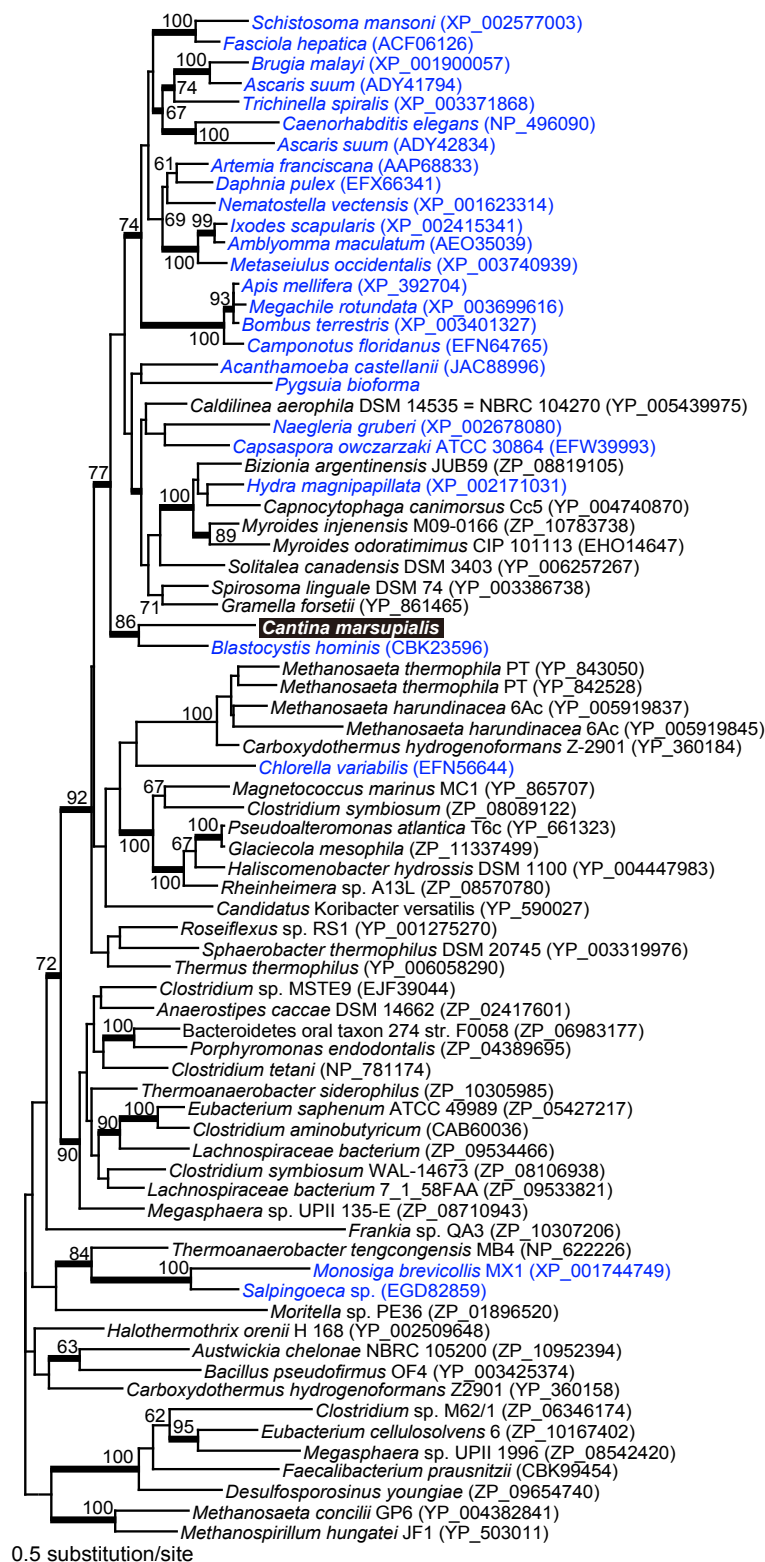 100
Schistosoma mansoni (XP_002577003)
Fasciola hepatica (ACF06126)
Brugia malayi (XP_001900057)
100
Ascaris suum (ADY41794)
74
Trichinella spiralis (XP_003371868)
67
Caenorhabditis elegans (NP_496090)
100
Ascaris suum (ADY42834)
61
Artemia franciscana (AAP68833)
Daphnia pulex (EFX66341)
Nematostella vectensis (XP_001623314)
74
69
99
Ixodes scapularis (XP_002415341)
Amblyomma maculatum (AEO35039)
100
Metaseiulus occidentalis (XP_003740939)
Apis mellifera (XP_392704)
93
Megachile rotundata (XP_003699616)
Bombus terrestris (XP_003401327)
100
Camponotus floridanus (EFN64765)
Acanthamoeba castellanii (JAC88996)
Pygsuia bioforma
Caldilinea aerophila DSM 14535 = NBRC 104270 (YP_005439975)
Naegleria gruberi (XP_002678080)
Capsaspora owczarzaki ATCC 30864 (EFW39993)
77
Bizionia argentinensis JUB59 (ZP_08819105)
Hydra magnipapillata (XP_002171031)
100
Capnocytophaga canimorsus Cc5 (YP_004740870)
Myroides injenensis M09-0166 (ZP_10783738)
89
Myroides odoratimimus CIP 101113 (EHO14647)
Solitalea canadensis DSM 3403 (YP_006257267)
Spirosoma linguale DSM 74 (YP_003386738)
71
Gramella forsetii (YP_861465)
86
Cantina marsupialis
Blastocystis hominis (CBK23596)
Methanosaeta thermophila PT (YP_843050)
Methanosaeta thermophila PT (YP_842528)
Methanosaeta harundinacea 6Ac (YP_005919837)
100
Methanosaeta harundinacea 6Ac (YP_005919845)
Carboxydothermus hydrogenoformans Z-2901 (YP_360184)
Chlorella variabilis (EFN56644)
67
Magnetococcus marinus MC1 (YP_865707)
92
Clostridium symbiosum (ZP_08089122)
100
100
Pseudoalteromonas atlantica T6c (YP_661323)
67
Glaciecola mesophila (ZP_11337499)
Haliscomenobacter hydrossis DSM 1100 (YP_004447983)
100
Rheinheimera sp. A13L (ZP_08570780)
Candidatus Koribacter versatilis (YP_590027)
Roseiflexus sp. RS1 (YP_001275270)
Sphaerobacter thermophilus DSM 20745 (YP_003319976)
72
Thermus thermophilus (YP_006058290)
Clostridium sp. MSTE9 (EJF39044)
Anaerostipes caccae DSM 14662 (ZP_02417601)
100
Bacteroidetes oral taxon 274 str. F0058 (ZP_06983177)
Porphyromonas endodontalis (ZP_04389695)
Clostridium tetani (NP_781174)
Thermoanaerobacter siderophilus (ZP_10305985)
100
Eubacterium saphenum ATCC 49989 (ZP_05427217)
90
Clostridium aminobutyricum (CAB60036)
90
Lachnospiraceae bacterium (ZP_09534466)
Clostridium symbiosum WAL-14673 (ZP_08106938)
Lachnospiraceae bacterium 7_1_58FAA (ZP_09533821)
Megasphaera sp. UPII 135-E (ZP_08710943)
Frankia sp. QA3 (ZP_10307206)
84
Thermoanaerobacter tengcongensis MB4 (NP_622226)
100
Monosiga brevicollis MX1 (XP_001744749)
Salpingoeca sp. (EGD82859)
Moritella sp. PE36 (ZP_01896520)
Halothermothrix orenii H 168 (YP_002509648)
63
Austwickia chelonae NBRC 105200 (ZP_10952394)
Bacillus pseudofirmus OF4 (YP_003425374)
Carboxydothermus hydrogenoformans Z2901 (YP_360158)
62
Clostridium sp. M62/1 (ZP_06346174)
95
Eubacterium cellulosolvens 6 (ZP_10167402)
Megasphaera sp. UPII 1996 (ZP_08542420)
100
Faecalibacterium prausnitzii (CBK99454)
Desulfosporosinus youngiae (ZP_09654740)
100
Methanosaeta concilii GP6 (YP_004382841)
Methanospirillum hungatei JF1 (YP_503011)
0.5 substitution/site